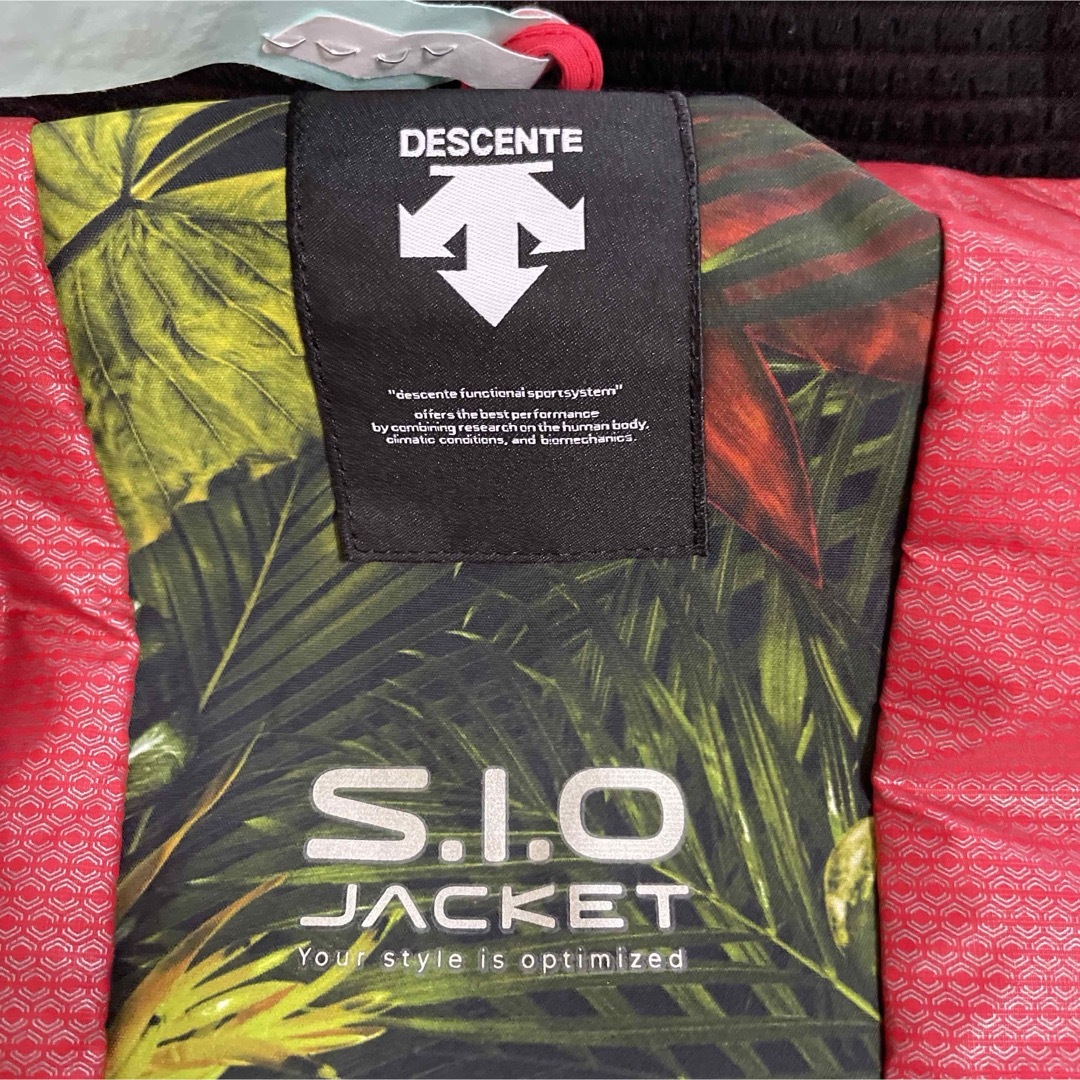 DESCENTE
"descente functional sportsystem"
offers the best performance
by combining research on the human body,
climatic conditions, and biomechanics.
S.I.O
JACKET
Your style is optimized